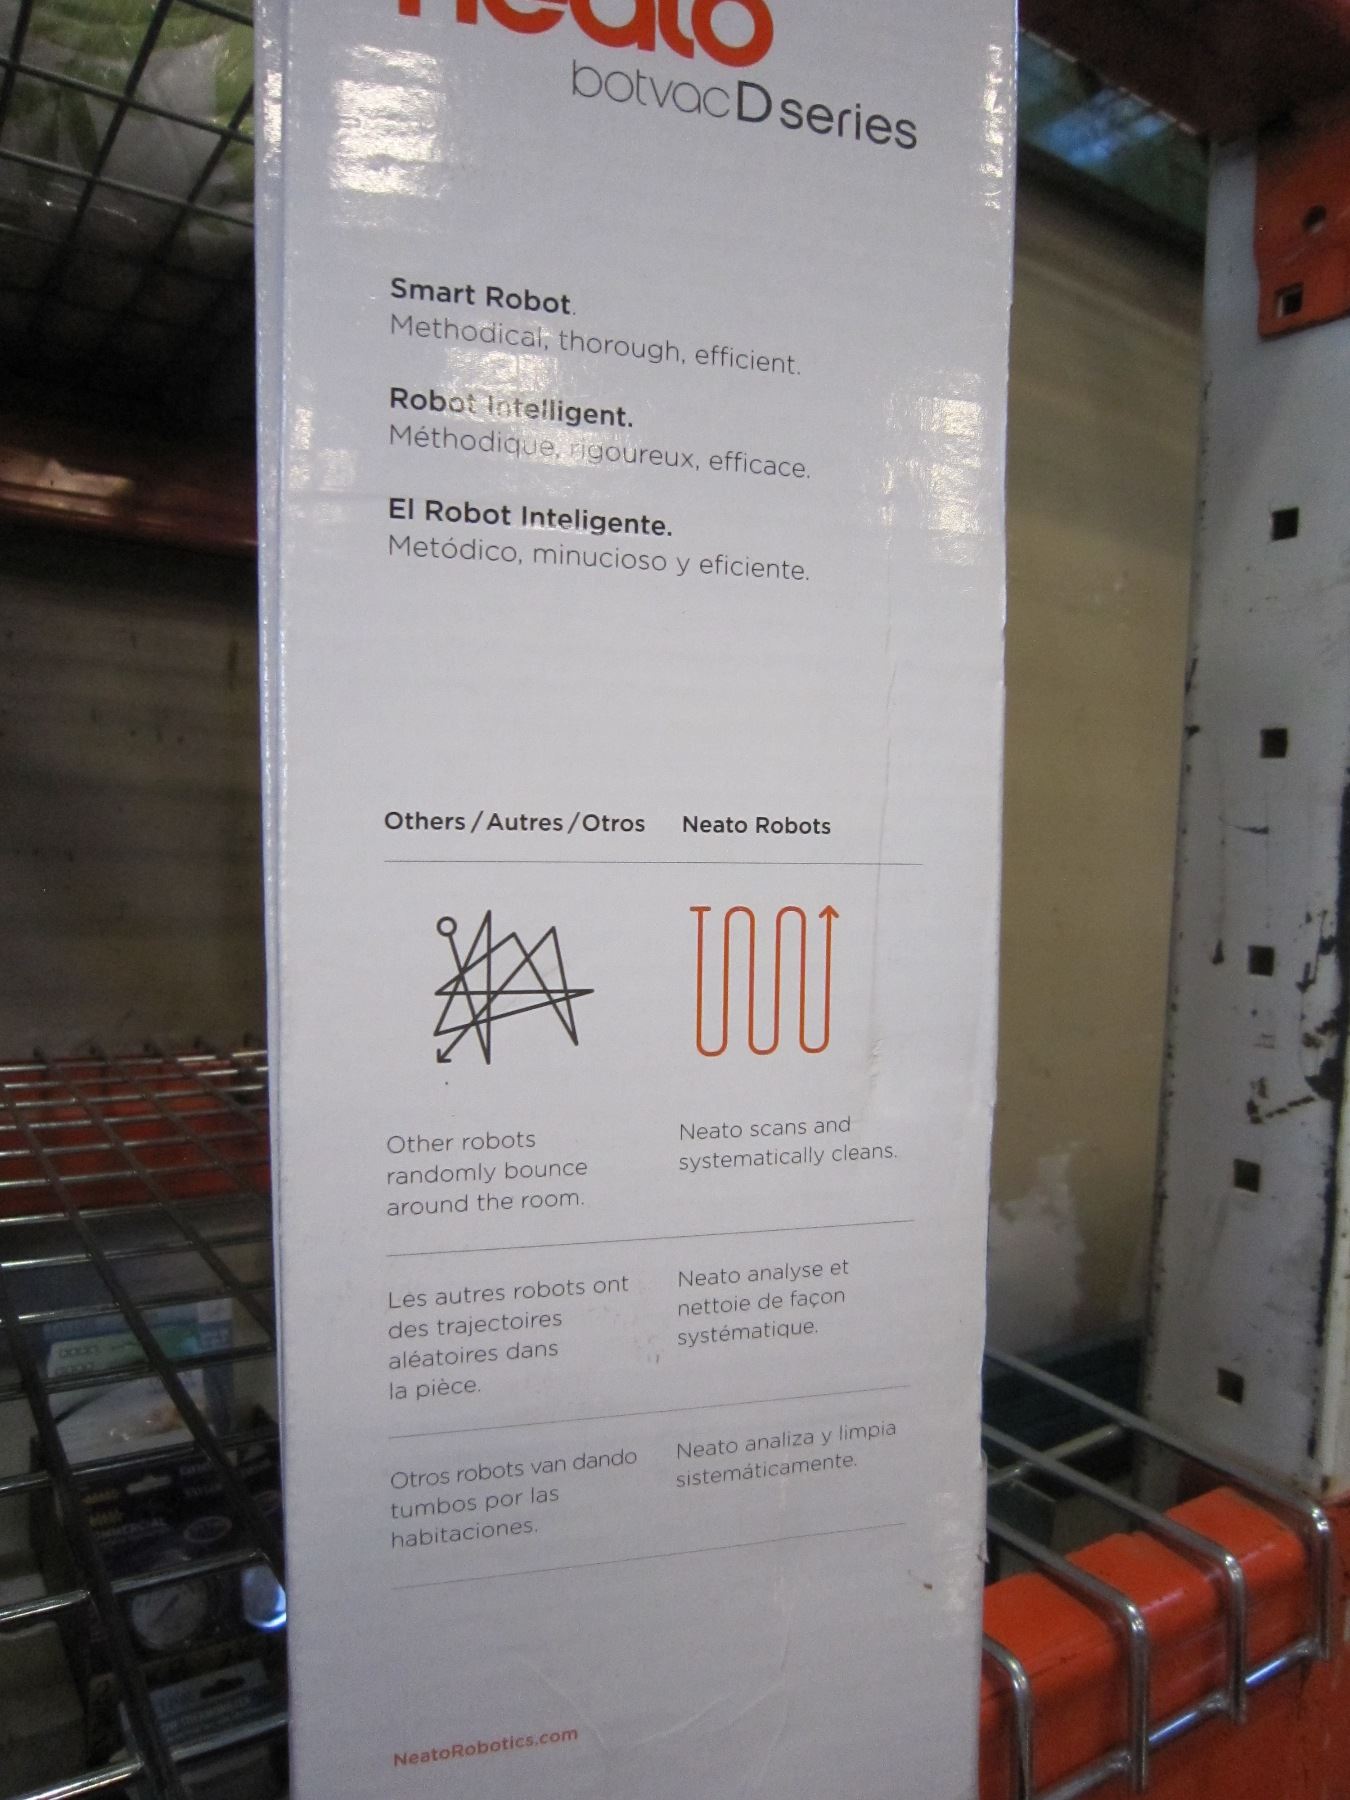 neato
botvac D series
Smart Robot.
Methodical, thorough, efficient.
Robot Intelligent.
Méthodique, rigoureux, efficace.
El Robot Inteligente.
Metódico, minucioso y eficiente.
Others / Autres / Otros Neato Robots
Other robots
randomly bounce
around the room.
Neato scans and
systematically cleans.
Les autres robots ont
des trajectoires
aléatoires dans
la pièce.
Neato analyse et
nettoie de façon
systématique.
Otros robots van dando
tumbos por las
habitaciones.
Neato analiza y limpia
sistemáticamente.
NeatoRobotics.com